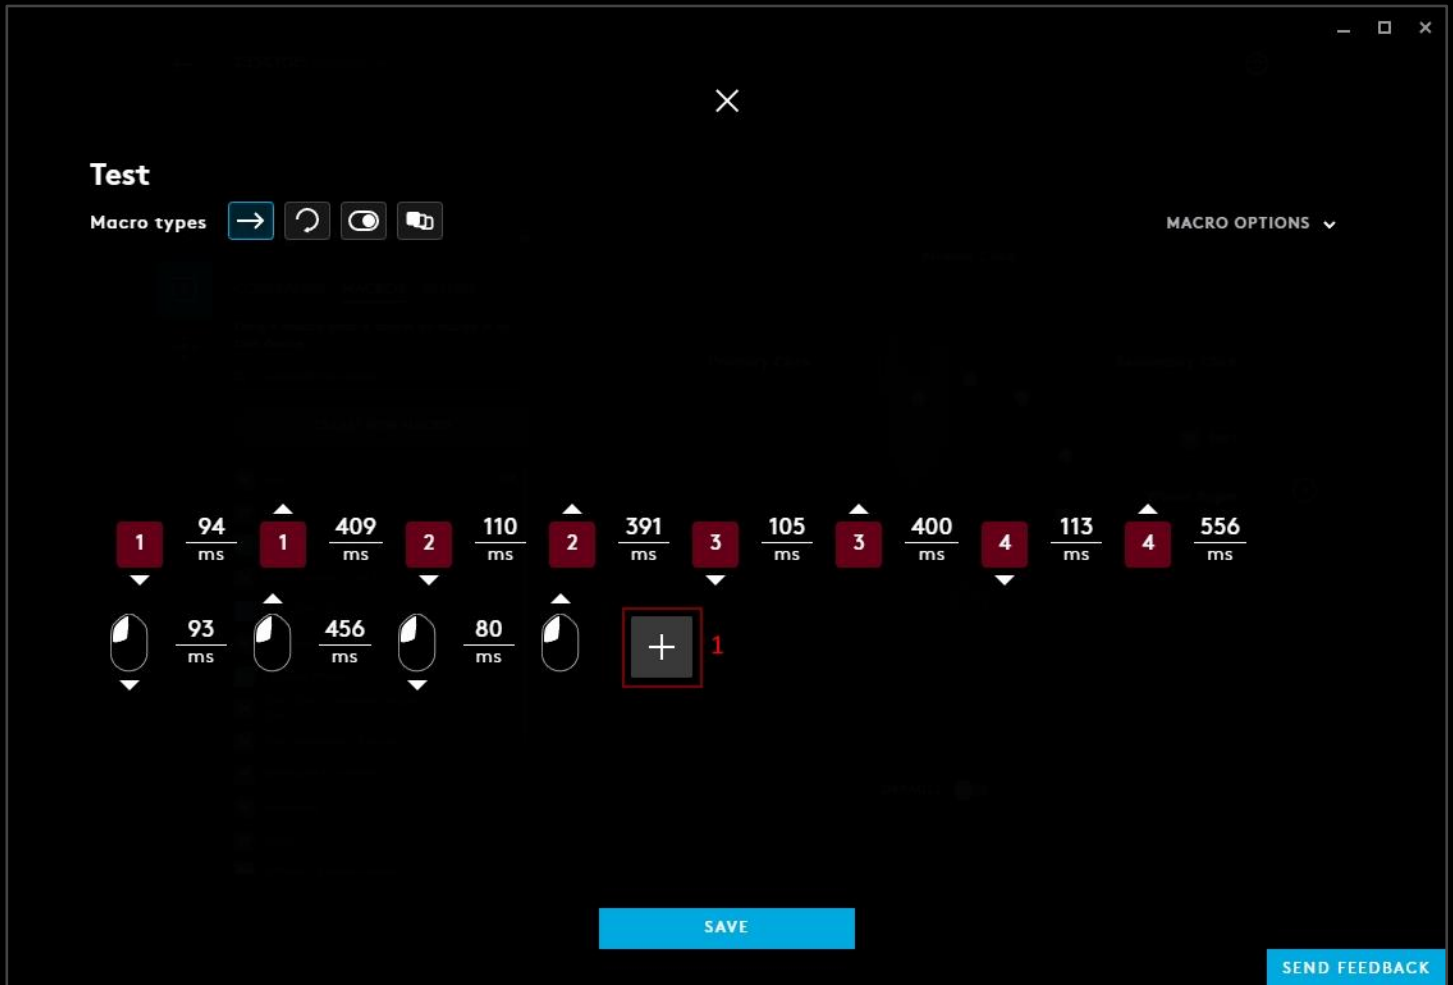 Test
Macro types
MACRO OPTIONS
1 94 ms 1 409 ms 2 110 ms 2 391 ms 3 105 ms 3 400 ms 4 113 ms 4 556 ms
93 ms 456 ms 80 ms + 1
SAVE
SEND FEEDBACK